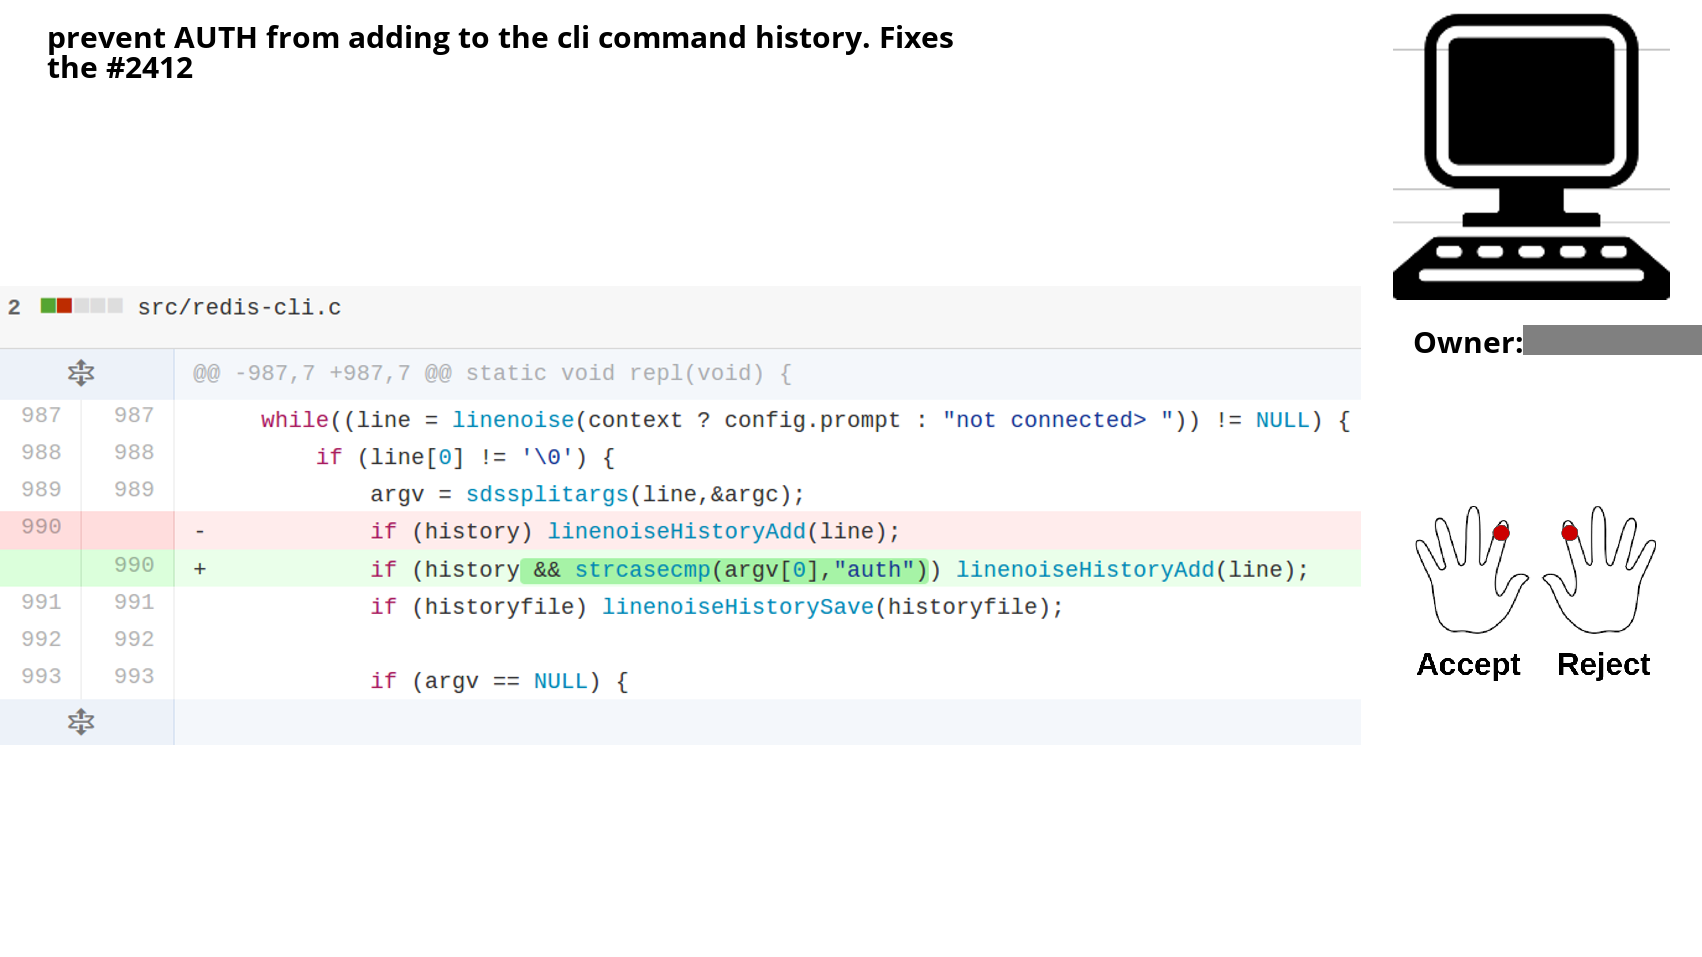 prevent AUTH from adding to the cli command history. Fixes
the #2412
Owner:
2 src/redis-cli.c
@@ -987,7 +987,7 @@ static void repl(void) {
987 987 while((line = linenoise(context ? config.prompt : "not connected> ")) != NULL) {
988 988 if (line[0] != '\0') {
989 989 argv = sdssplitargs(line,&argc);
990 - if (history) linenoiseHistoryAdd(line);
990 + if (history && strcasecmp(argv[0],"auth")) linenoiseHistoryAdd(line);
991 991 if (historyfile) linenoiseHistorySave(historyfile);
992 992
993 993 if (argv == NULL) {
Accept Reject